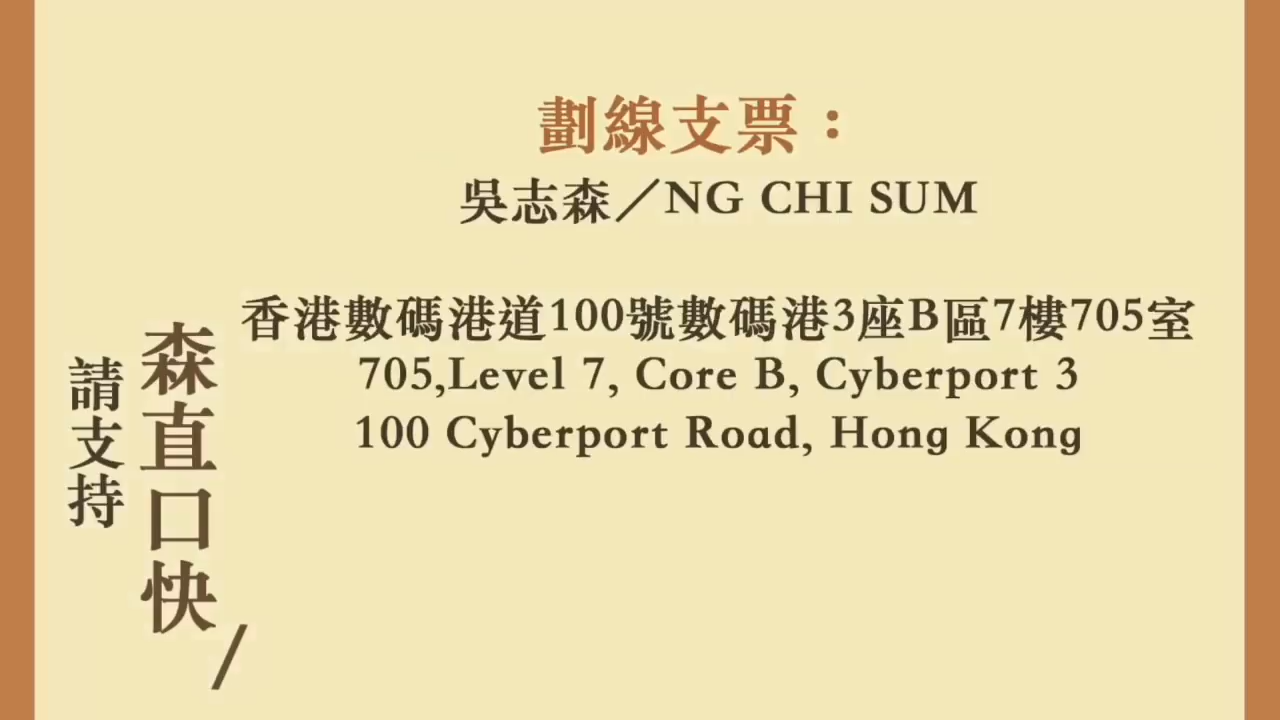 劃線支票：
吳志森／NG CHI SUM
香港數碼港道100號數碼港3座B區7樓705室
705,Level 7, Core B, Cyberport 3
100 Cyberport Road, Hong Kong
請支持
森直口快/